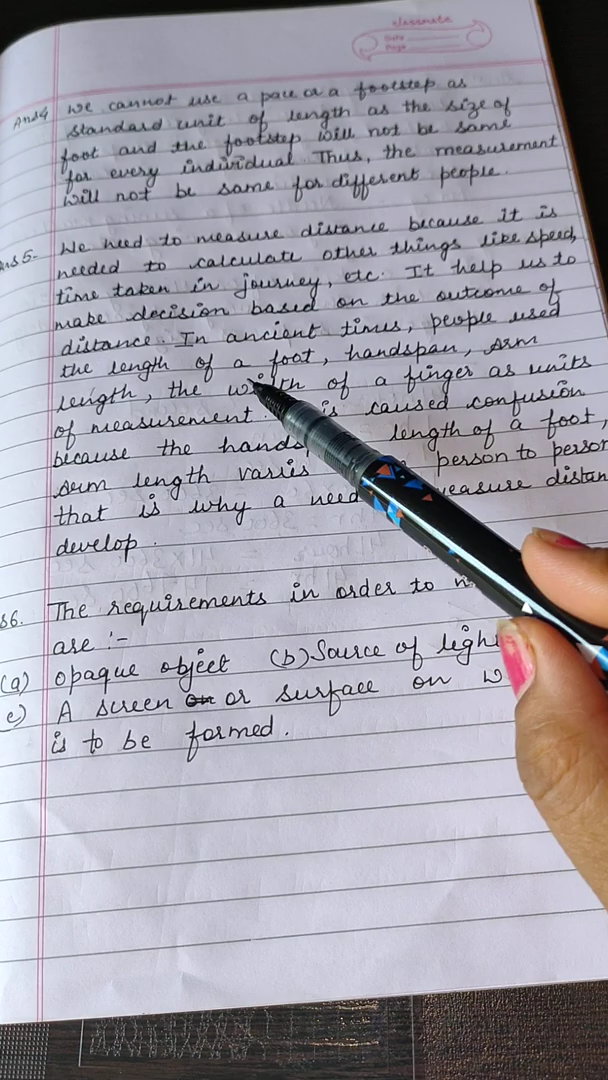 classmate
Date
Page
Ans4 We cannot use a pace or a footstep as
standard unit of length as the size of
foot and the footstep will not be same
for every individual. Thus, the measurement
will not be same for different people.
Ans5. We need to measure distance because it is
needed to calculate other things like speed,
time taken in journey, etc. It help us to
make decision based on the outcome of
distance. In ancient times, people used
the length of a foot, handspan, arm
length, the width of a finger as units
of measurement. is caused confusion
because the hands length of a foot,
arm length varies person to person
that is why a need measure distan
develop.
s6. The requirements in order to
are :-
(a) opaque object (b) Source of light
c) A screen or surface on
is to be formed.